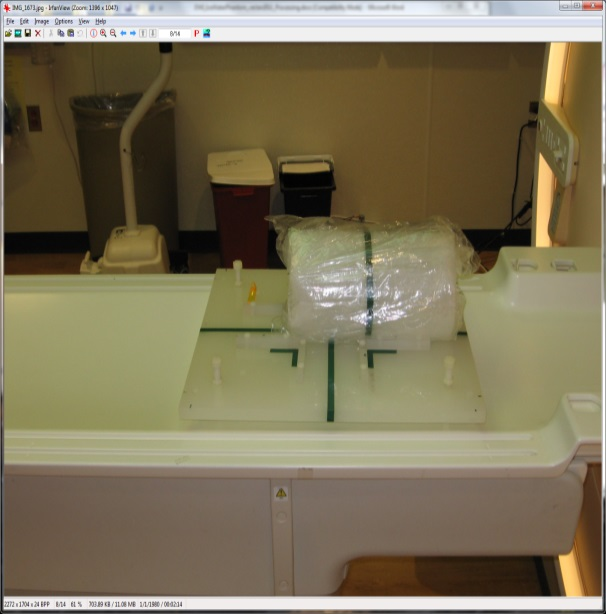 IMG_1671.jpg - IrfanView (Zoom: 1396 x 1047)
File Edit Image Options View Help
8/14
2272 x 1704 x 24 BPP 8/14 61 % 703.89 KB / 11.08 MB 1/1/1980 / 00:02:14